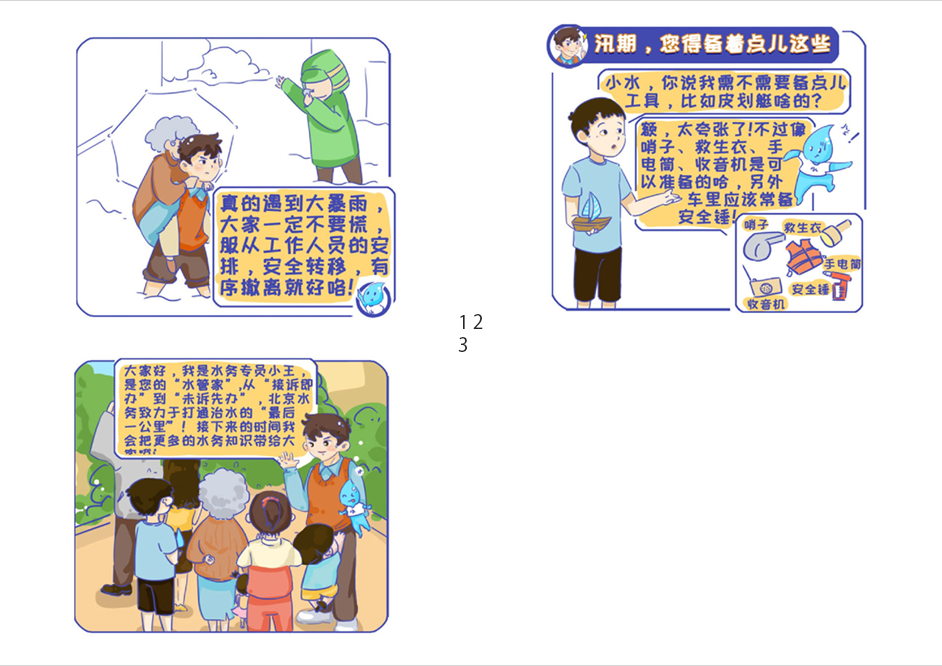 真的遇到大暴雨，
大家一定不要慌，
服从工作人员的安
排，安全转移，有
序撤离就好咯!
汛期，您得备着点儿这些
小水，你说我需不需要备点儿
工具，比如皮划艇啥的？
额，太夸张了!不过像
哨子、救生衣、手
电筒、收音机是可
以准备的哈，另外
车里应该常备
安全锤!
哨子
救生衣
手电筒
安全锤
收音机
1 2
3
大家好，我是水务专员小王，
是您的“水管家”,从“接诉即
办”到“未诉先办”，北京水
务致力于打通治水的“最后
一公里”！接下来的时间我
会把更多的水务知识带给大